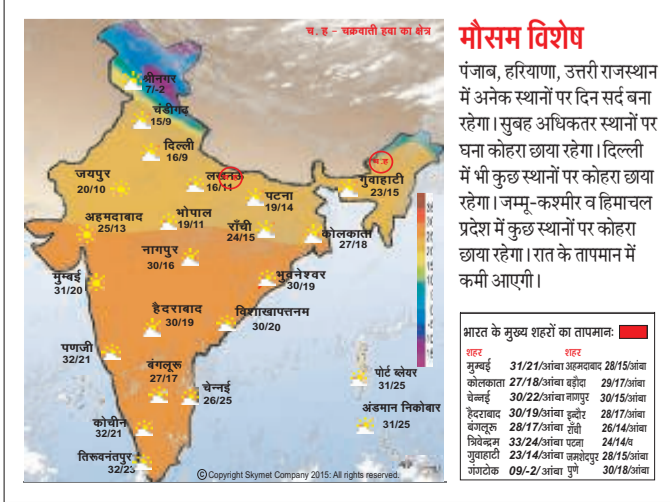 च. ह - चक्रवाती हवा का क्षेत्र
श्रीनगर
7/-2
चंडीगढ़
15/9
दिल्ली
16/9
जयपुर
20/10
लखनऊ
16/11
च.ह
गुवाहाटी
23/15
पटना
19/14
अहमदाबाद
25/13
भोपाल
19/11
राँची
24/15
कोलकाता
27/18
नागपुर
30/16
मुम्बई
31/20
भुवनेश्वर
30/19
हैदराबाद
30/19
विशाखापत्तनम
30/20
पणजी
32/21
बंगलूरू
27/17
चेन्नई
26/25
पोर्ट ब्लेयर
31/25
कोचीन
32/21
अंडमान निकोबार
31/25
तिरूवनंतपुर
32/23
©Copyright Skymet Company 2015: All rights reserved.
मौसम विशेष
पंजाब, हरियाणा, उत्तरी राजस्थान
में अनेक स्थानों पर दिन सर्द बना
रहेगा। सुबह अधिकतर स्थानों पर
घना कोहरा छाया रहेगा। दिल्ली
में भी कुछ स्थानों पर कोहरा छाया
रहेगा। जम्मू-कश्मीर व हिमाचल
प्रदेश में कुछ स्थानों पर कोहरा
छाया रहेगा। रात के तापमान में
कमी आएगी।
भारत के मुख्य शहरों का तापमानः
शहर शहर
मुम्बई 31/21/आंबा अहमदाबाद 28/15/आंबा
कोलकाता 27/18/आंबा बड़ौदा 29/17/आंबा
चेन्नई 30/22/आंबा नागपुर 30/15/आंबा
हैदराबाद 30/19/आंबा इन्दौर 28/17/आंबा
बंगलूरू 28/17/आंबा राँची 26/14/आंबा
त्रिवेन्द्रम 33/24/आंबा पटना 24/14/व
गुवाहाटी 23/14/आंबा जमशेदपुर 28/15/आंबा
गंगटोक 09/-2/आंबा पुणे 30/18/आंबा